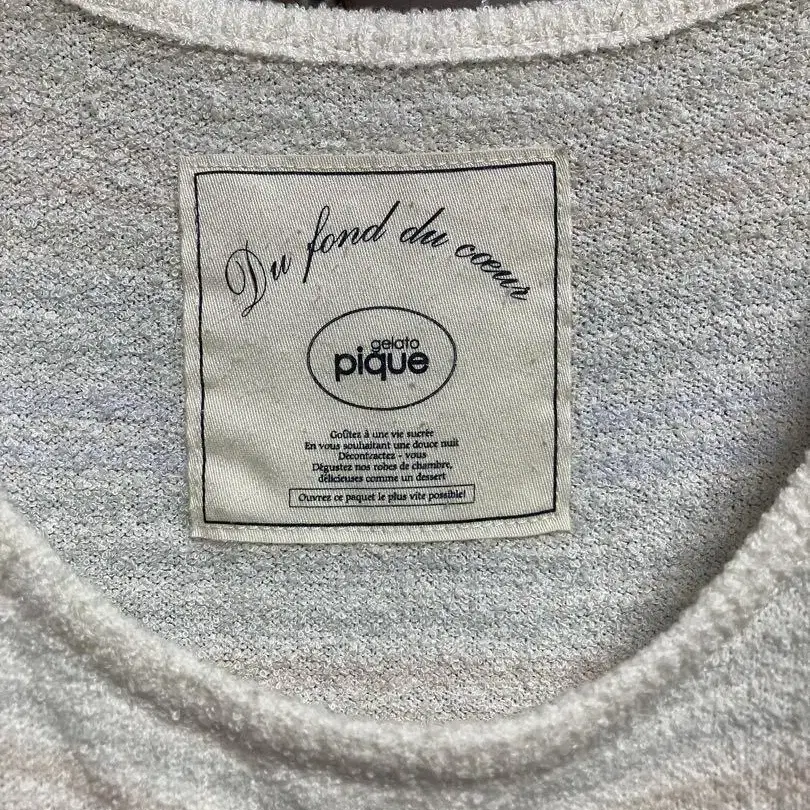 Du fond du cœur
gelato
pique
Goûtez à une vie sucrée
En vous souhaitant une douce nuit
Décontractez - vous
Dégustez nos robes de chambre,
délicieuses comme un dessert
Ouvrez ce paquet le plus vite possible!